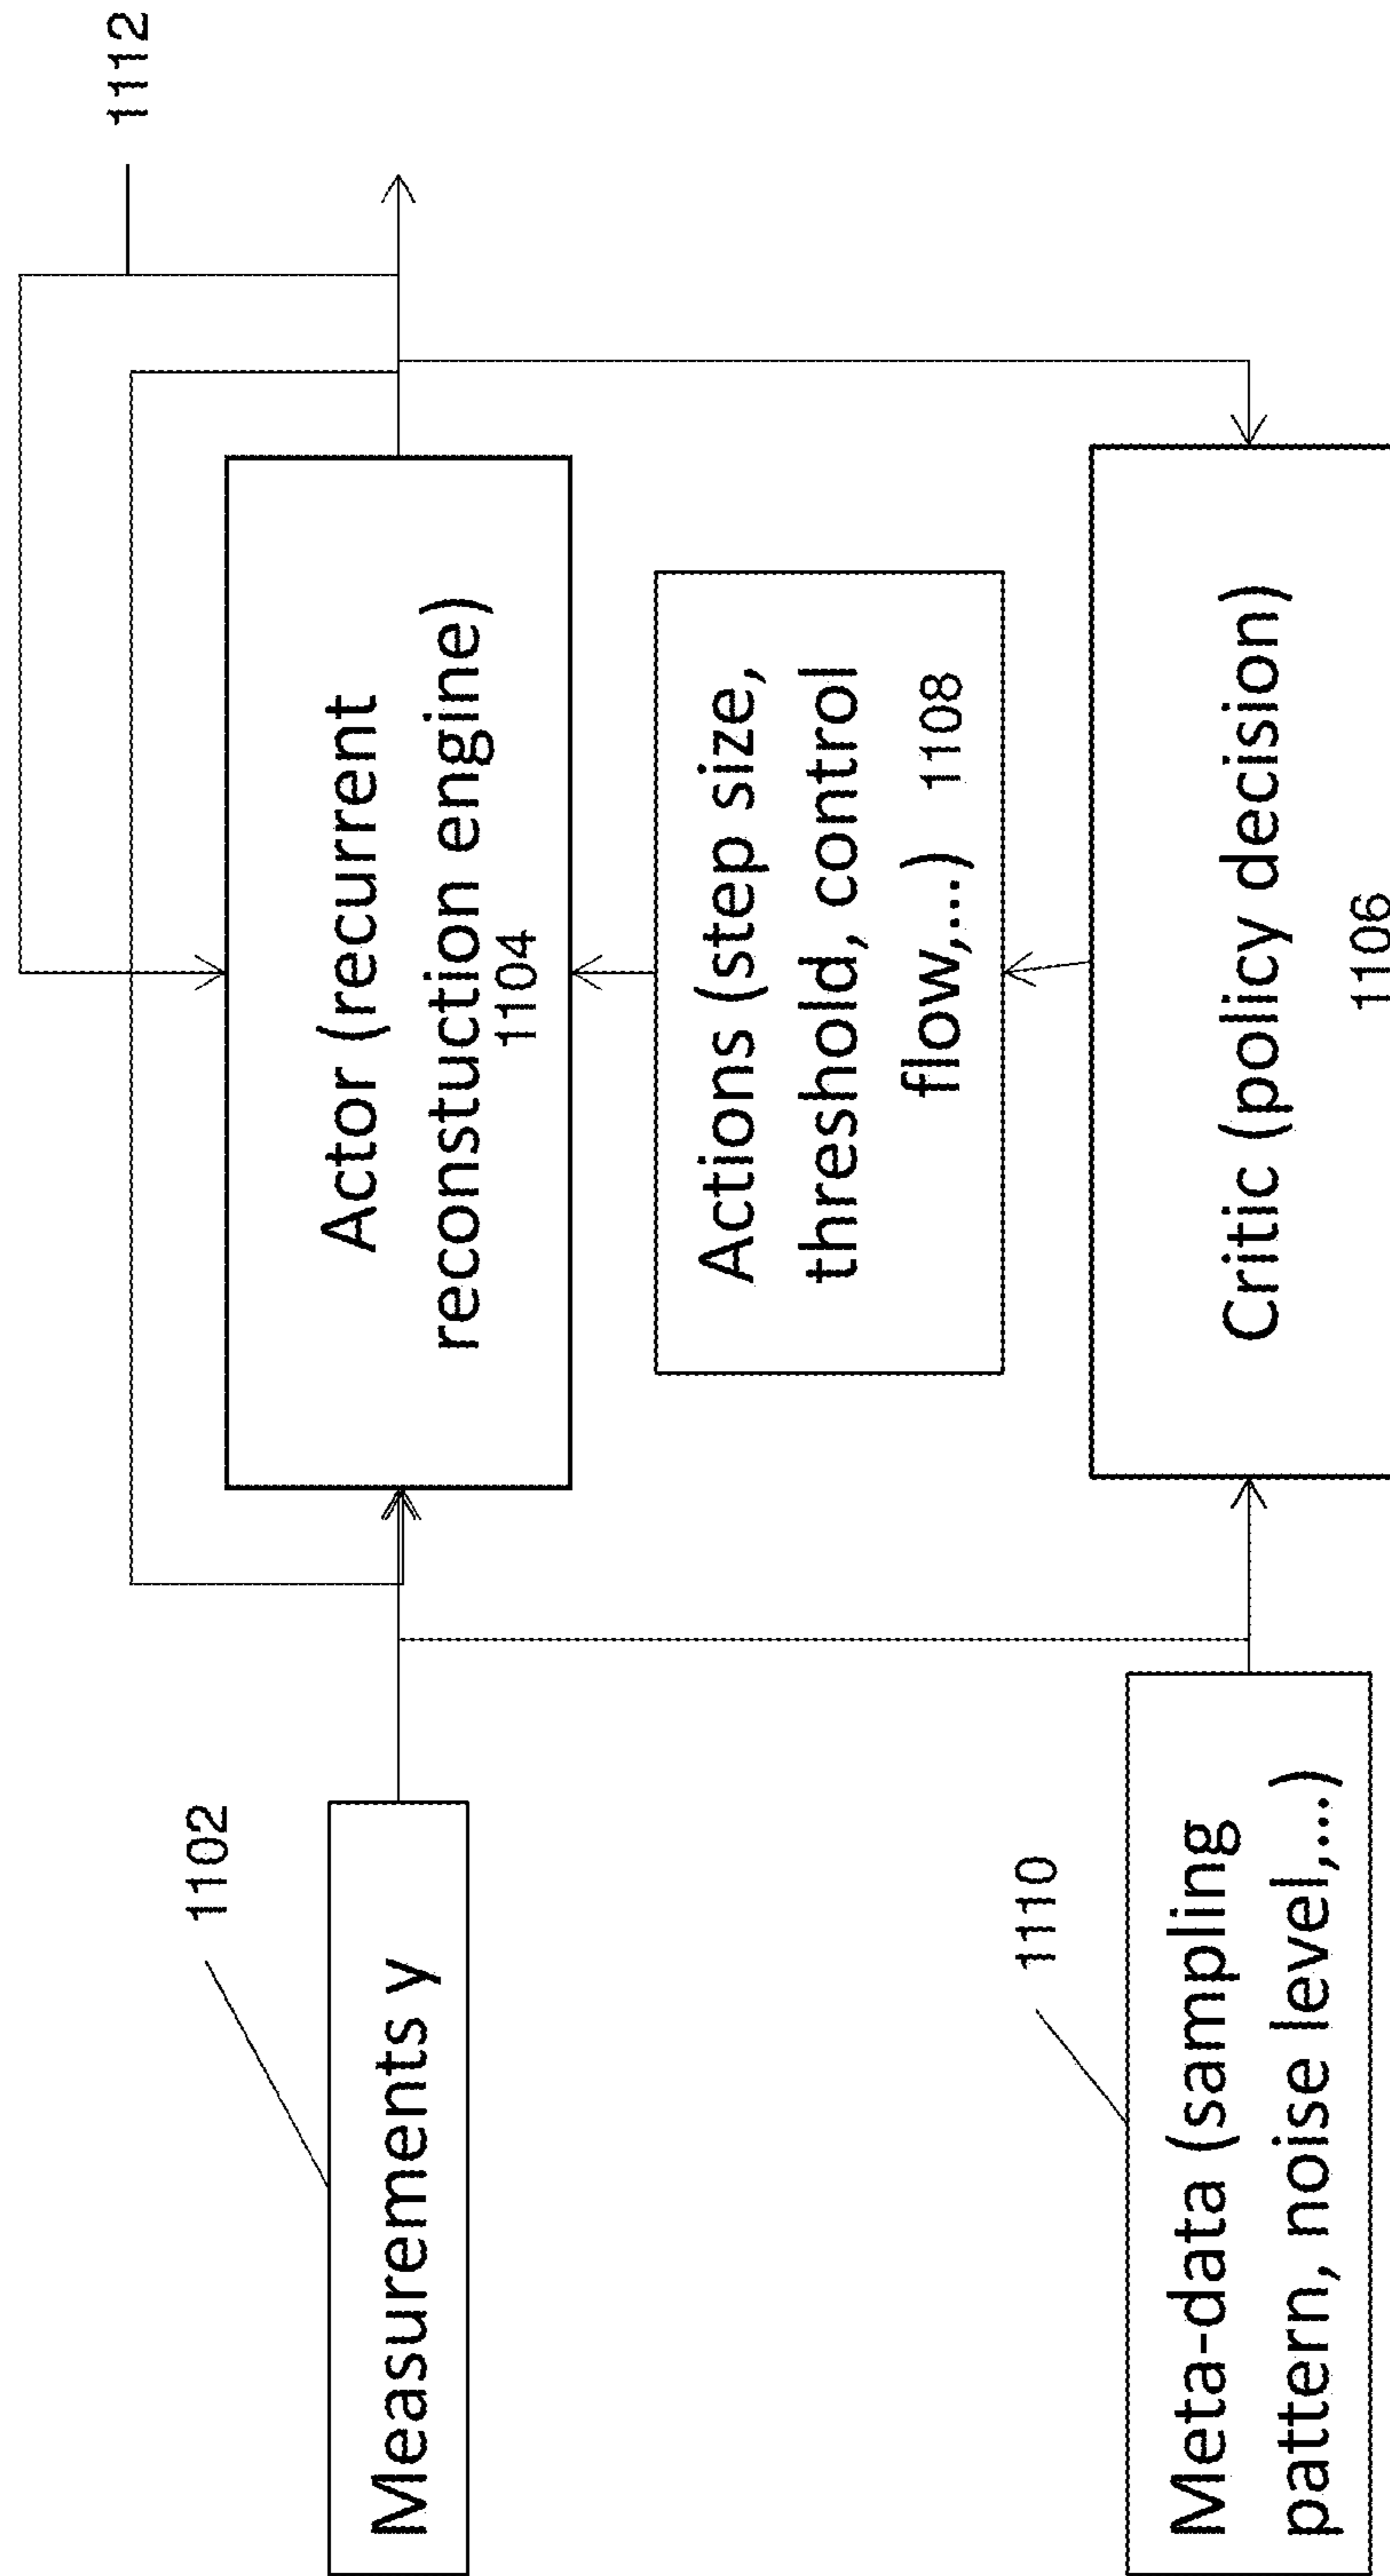 1112
1102
Measurements y
Actor (recurrent
reconstuction engine)
1104
Actions (step size,
threshold, control
flow,...) 1108
1110
Meta-data (sampling
pattern, noise level,...)
Critic (policy decision)
1106